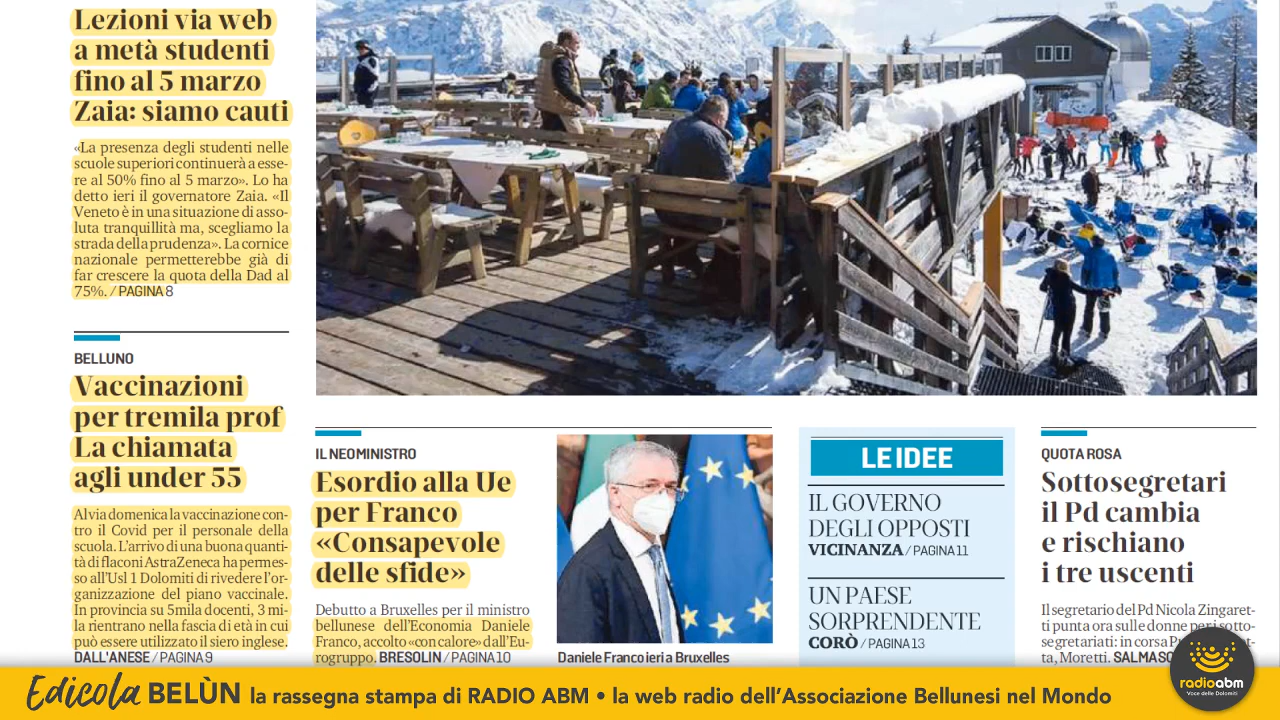 Lezioni via web
a metà studenti
fino al 5 marzo
Zaia: siamo cauti
«La presenza degli studenti nelle
scuole superiori continuerà a esse-
re al 50% fino al 5 marzo». Lo ha
detto ieri il governatore Zaia. «Il
Veneto è in una situazione di asso-
luta tranquillità ma, scegliamo la
strada della prudenza». La cornice
nazionale permetterebbe già di
far crescere la quota della Dad al
75%. / PAGINA 8
BELLUNO
Vaccinazioni
per tremila prof
La chiamata
agli under 55
Al via domenica la vaccinazione con-
tro il Covid per il personale della
scuola. L'arrivo di una buona quanti-
tà di flaconi AstraZeneca ha permes-
so all'Usl 1 Dolomiti di rivedere l'or-
ganizzazione del piano vaccinale.
In provincia su 5mila docenti, 3 mi-
la rientrano nella fascia di età in cui
può essere utilizzato il siero inglese.
DALL'ANESE / PAGINA 9
IL NEOMINISTRO
Esordio alla Ue
per Franco
«Consapevole
delle sfide»
Debutto a Bruxelles per il ministro
bellunese dell'Economia Daniele
Franco, accolto «con calore» dall'Eu-
rogruppo. BRESOLIN / PAGINA 10
Daniele Franco ieri a Bruxelles
LE IDEE
IL GOVERNO
DEGLI OPPOSTI
VICINANZA / PAGINA 11
UN PAESE
SORPRENDENTE
CORÒ / PAGINA 13
QUOTA ROSA
Sottosegretari
il Pd cambia
e rischiano
i tre uscenti
Il segretario del Pd Nicola Zingaret-
ti punta ora sulle donne per i sotto-
segretariati: in corsa
ta, Moretti.
Edicola BELÙN la rassegna stampa di RADIO ABM • la web radio dell'Associazione Bellunesi nel Mondo
radioabm
Voce delle Dolomiti